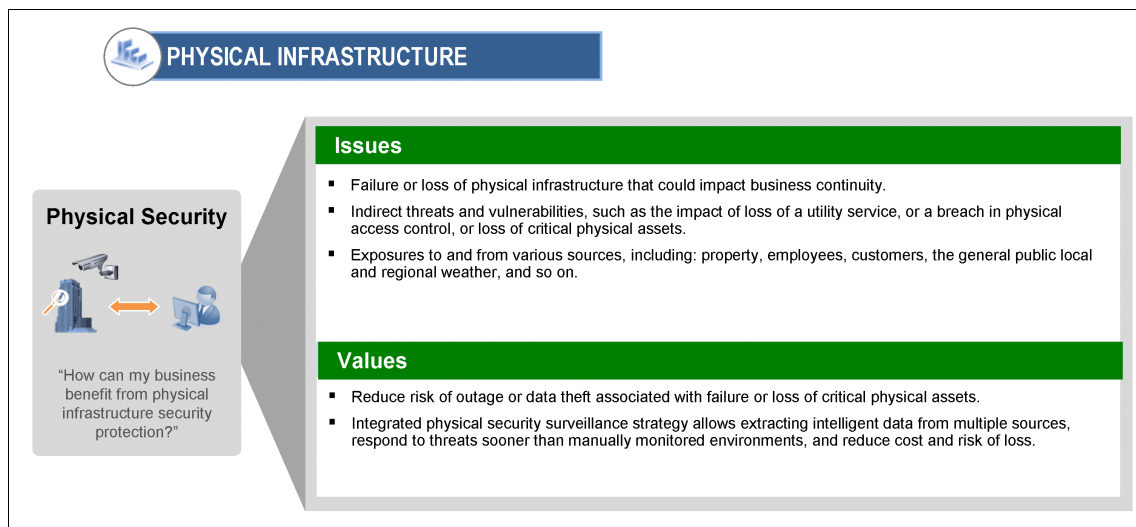 PHYSICAL INFRASTRUCTURE
Physical Security
“How can my business
benefit from physical
infrastructure security
protection?”
Issues
▪ Failure or loss of physical infrastructure that could impact business continuity.
▪ Indirect threats and vulnerabilities, such as the impact of loss of a utility service, or a breach in physical
access control, or loss of critical physical assets.
▪ Exposures to and from various sources, including: property, employees, customers, the general public local
and regional weather, and so on.
Values
▪ Reduce risk of outage or data theft associated with failure or loss of critical physical assets.
▪ Integrated physical security surveillance strategy allows extracting intelligent data from multiple sources,
respond to threats sooner than manually monitored environments, and reduce cost and risk of loss.